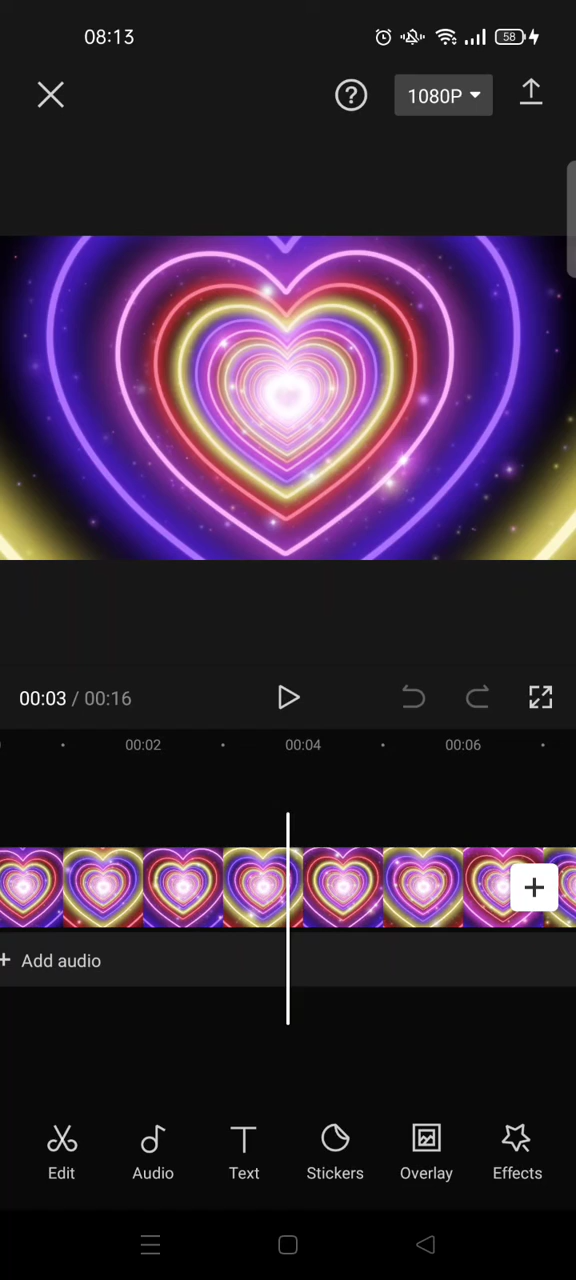 08:13
58
1080P
00:03 / 00:16
00:02
00:04
00:06
Add audio
Edit
Audio
Text
Stickers
Overlay
Effects